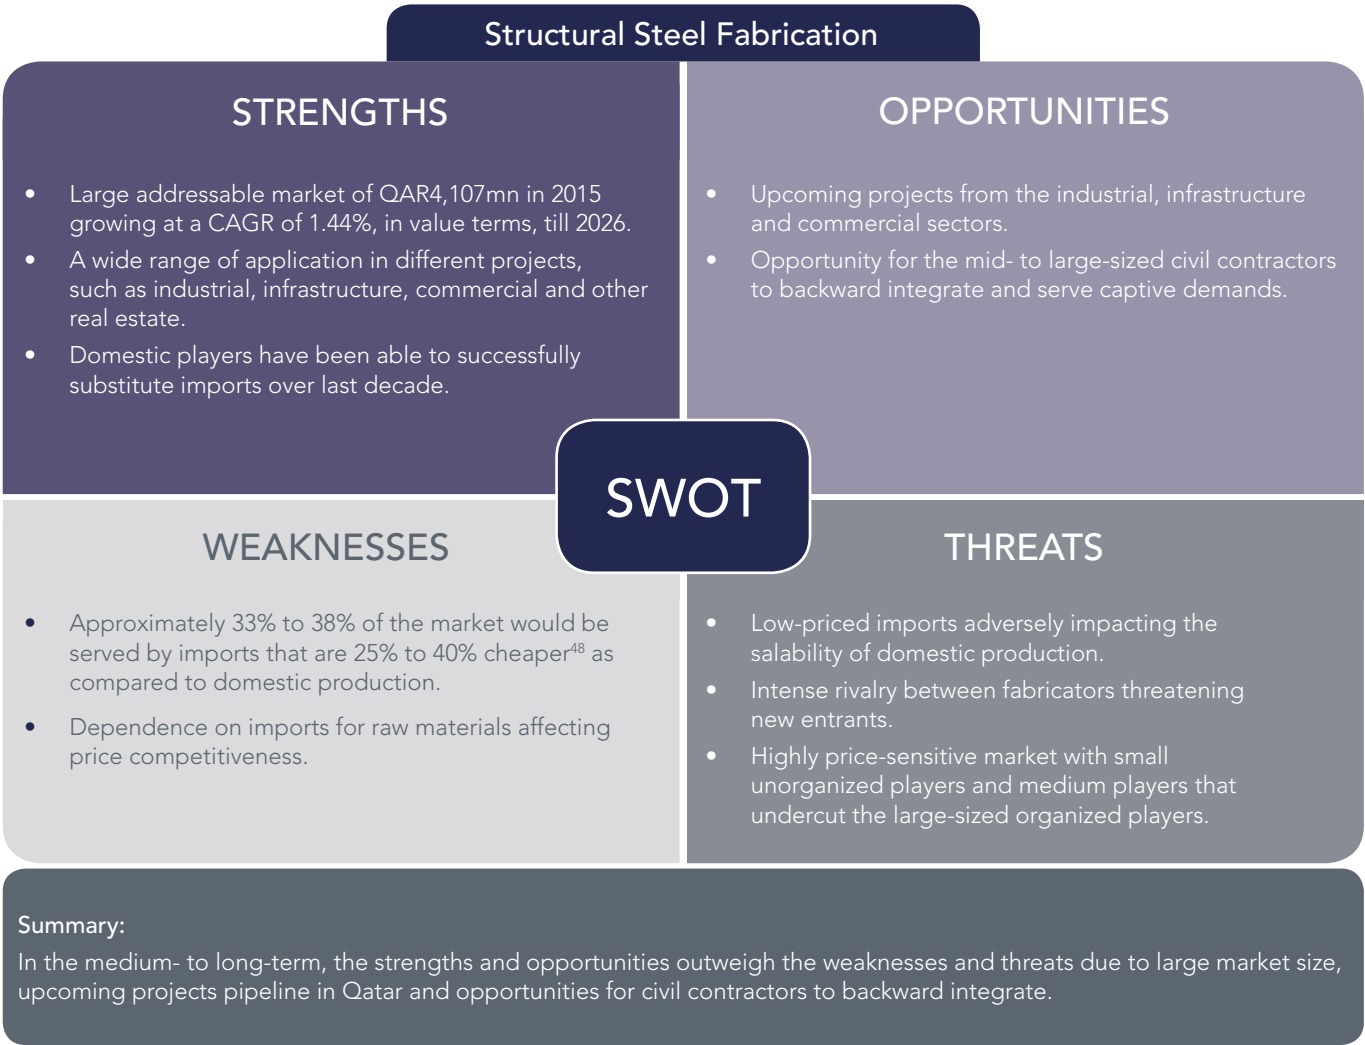 Structural Steel Fabrication
STRENGTHS
• Large addressable market of QAR4,107mn in 2015
growing at a CAGR of 1.44%, in value terms, till 2026.
• A wide range of application in different projects,
such as industrial, infrastructure, commercial and other
real estate.
• Domestic players have been able to successfully
substitute imports over last decade.
OPPORTUNITIES
• Upcoming projects from the industrial, infrastructure
and commercial sectors.
• Opportunity for the mid- to large-sized civil contractors
to backward integrate and serve captive demands.
SWOT
WEAKNESSES
• Approximately 33% to 38% of the market would be
served by imports that are 25% to 40% cheaper⁴⁸ as
compared to domestic production.
• Dependence on imports for raw materials affecting
price competitiveness.
THREATS
• Low-priced imports adversely impacting the
salability of domestic production.
• Intense rivalry between fabricators threatening
new entrants.
• Highly price-sensitive market with small
unorganized players and medium players that
undercut the large-sized organized players.
Summary:
In the medium- to long-term, the strengths and opportunities outweigh the weaknesses and threats due to large market size,
upcoming projects pipeline in Qatar and opportunities for civil contractors to backward integrate.